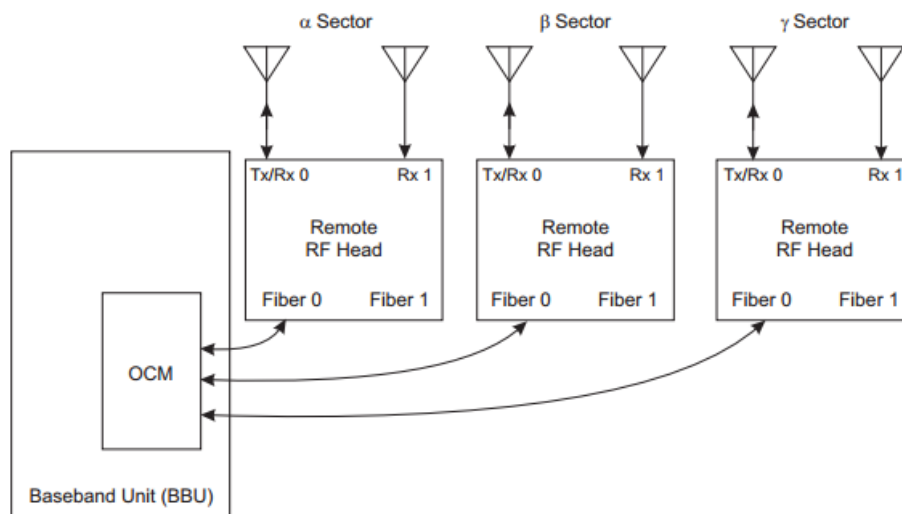 α Sector
β Sector
γ Sector
Tx/Rx 0
Rx 1
Remote
RF Head
Fiber 0
Fiber 1
Tx/Rx 0
Rx 1
Remote
RF Head
Fiber 0
Fiber 1
Tx/Rx 0
Rx 1
Remote
RF Head
Fiber 0
Fiber 1
OCM
Baseband Unit (BBU)